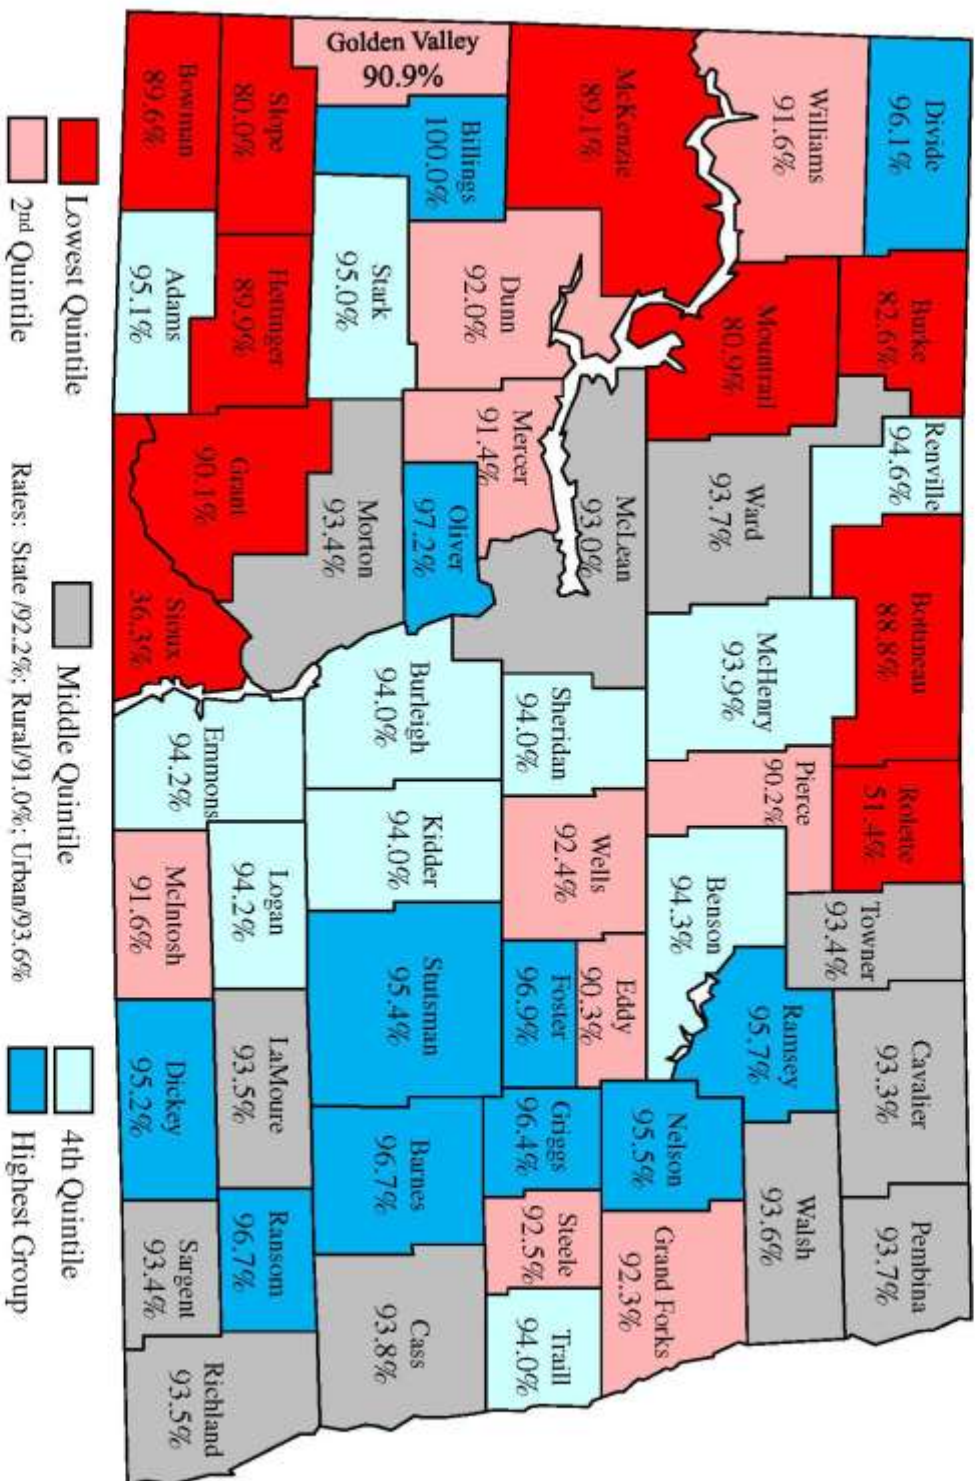 Divide
96.1%
Burke
82.6%
Renville
94.6%
Bottineau
88.8%
Rolette
51.4%
Towner
93.4%
Cavalier
93.3%
Pembina
93.7%
Williams
91.6%
Mountrail
80.9%
Ward
93.7%
McHenry
93.9%
Pierce
90.2%
Benson
94.3%
Ramsey
95.7%
Walsh
93.6%
McKenzie
89.1%
Dunn
92.0%
Mercer
91.4%
McLean
93.0%
Sheridan
94.0%
Wells
92.4%
Eddy
90.3%
Foster
96.9%
Nelson
95.5%
Grand Forks
92.3%
Griggs
96.4%
Steele
92.5%
Traill
94.0%
Golden Valley
90.9%
Billings
100.0%
Stark
95.0%
Oliver
97.2%
Morton
93.4%
Burleigh
94.0%
Kidder
94.0%
Stutsman
95.4%
Barnes
96.7%
Cass
93.8%
Slope
80.0%
Hettinger
89.9%
Grant
90.1%
Bowman
89.6%
Adams
95.1%
Sioux
36.3%
Emmons
94.2%
Logan
94.2%
LaMoure
93.5%
Ransom
96.7%
McIntosh
91.6%
Dickey
95.2%
Sargent
93.4%
Richland
93.5%
Lowest Quintile
2nd Quintile
Middle Quintile
4th Quintile
Highest Group
Rates: State /92.2%; Rural/91.0%; Urban/93.6%